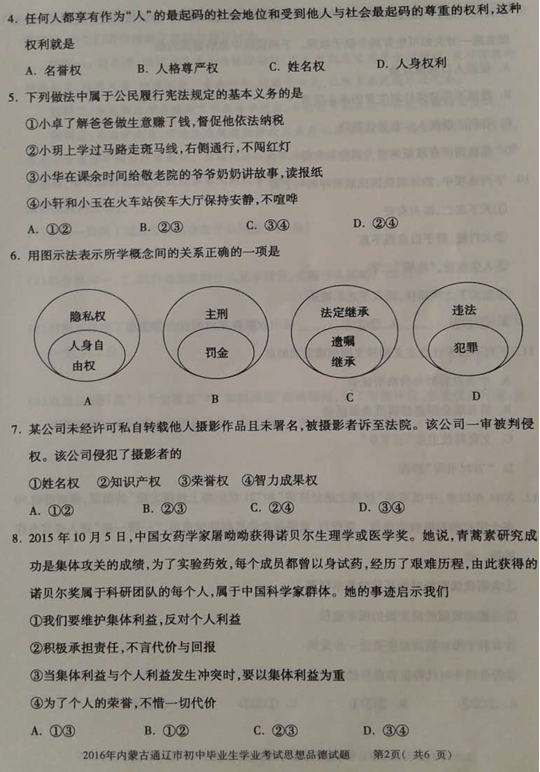 4. 任何人都享有作为“人”的最起码的社会地位和受到他人与社会最起码的尊重的权利,这种
权利就是
A. 名誉权 B. 人格尊严权 C. 姓名权 D. 人身权利
5. 下列做法中属于公民履行宪法规定的基本义务的是
①小卓了解爸爸做生意赚了钱,督促他依法纳税
②小玥上学过马路走斑马线,右侧通行,不闯红灯
③小华在课余时间给敬老院的爷爷奶奶讲故事,读报纸
④小轩和小玉在火车站侯车大厅保持安静,不喧哗
A. ①② B. ②③ C. ③④ D. ②④
6. 用图示法表示所学概念间的关系正确的一项是
隐私权 主刑 法定继承 违法
人身自由权 罚金 遗嘱继承 犯罪
A B C D
7. 某公司未经许可私自转载他人摄影作品且未署名,被摄影者诉至法院。该公司一审被判侵
权。该公司侵犯了摄影者的
①姓名权 ②知识产权 ③荣誉权 ④智力成果权
A. ①② B. ②③ C. ②④ D. ③④
8. 2015 年 10 月 5 日,中国女药学家屠呦呦获得诺贝尔生理学或医学奖。她说,青蒿素研究成
功是集体攻关的成绩,为了实验药效,每个成员都曾以身试药,经历了艰难历程,由此获得的
诺贝尔奖属于科研团队的每个人,属于中国科学家群体。她的事迹启示我们
①我们要维护集体利益,反对个人利益
②积极承担责任,不言代价与回报
③当集体利益与个人利益发生冲突时,要以集体利益为重
④为了个人的荣誉,不惜一切代价
A. ①③ B. ①② C. ②③ D. ③④
2016年内蒙古通辽市初中毕业生学业考试思想品德试题 第2页( 共6 页)